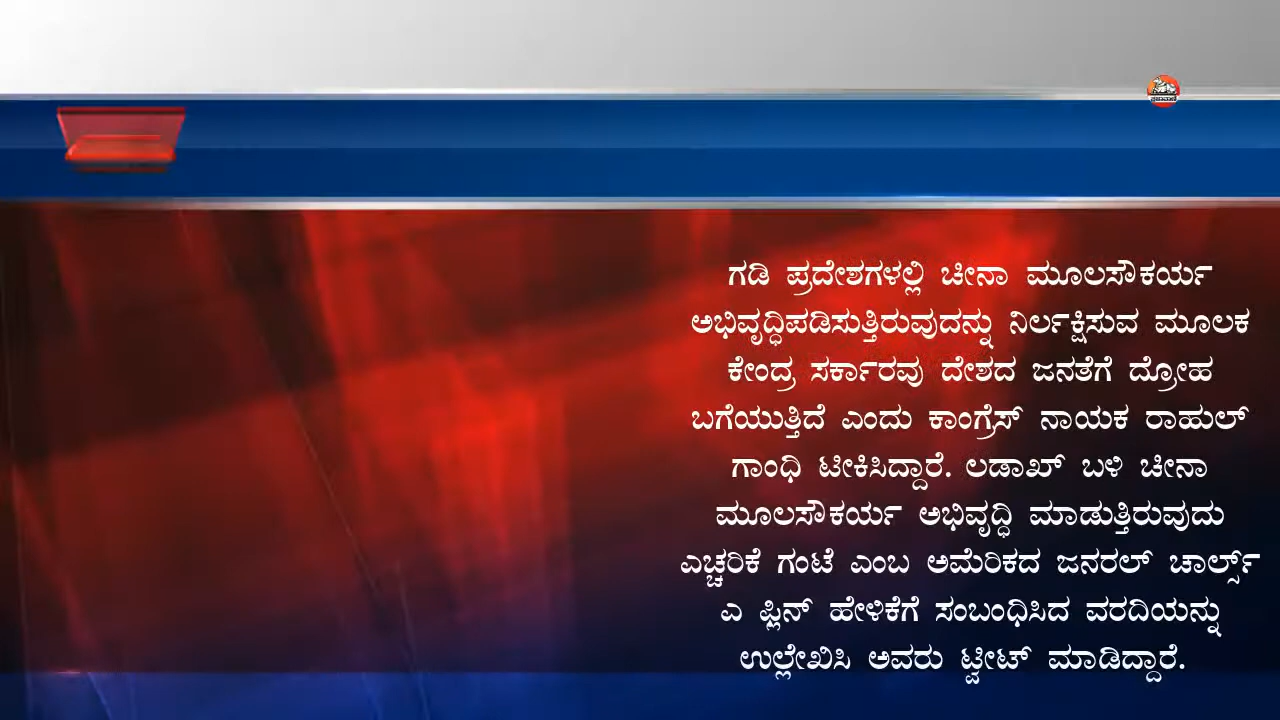 ಗಡಿ ಪ್ರದೇಶಗಳಲ್ಲಿ ಚೀನಾ ಮೂಲಸೌಕರ್ಯ
ಅಭಿವೃದ್ಧಿಪಡಿಸುತ್ತಿರುವುದನ್ನು ನಿರ್ಲಕ್ಷಿಸುವ ಮೂಲಕ
ಕೇಂದ್ರ ಸರ್ಕಾರವು ದೇಶದ ಜನತೆಗೆ ದ್ರೋಹ
ಬಗೆಯುತ್ತಿದೆ ಎಂದು ಕಾಂಗ್ರೆಸ್ ನಾಯಕ ರಾಹುಲ್
ಗಾಂಧಿ ಟೀಕಿಸಿದ್ದಾರೆ. ಲಡಾಖ್ ಬಳಿ ಚೀನಾ
ಮೂಲಸೌಕರ್ಯ ಅಭಿವೃದ್ಧಿ ಮಾಡುತ್ತಿರುವುದು
ಎಚ್ಚರಿಕೆ ಗಂಟೆ ಎಂಬ ಅಮೆರಿಕದ ಜನರಲ್ ಚಾರ್ಲ್ಸ್
ಎ ಫ್ಲಿನ್ ಹೇಳಿಕೆಗೆ ಸಂಬಂಧಿಸಿದ ವರದಿಯನ್ನು
ಉಲ್ಲೇಖಿಸಿ ಅವರು ಟ್ವೀಟ್ ಮಾಡಿದ್ದಾರೆ.